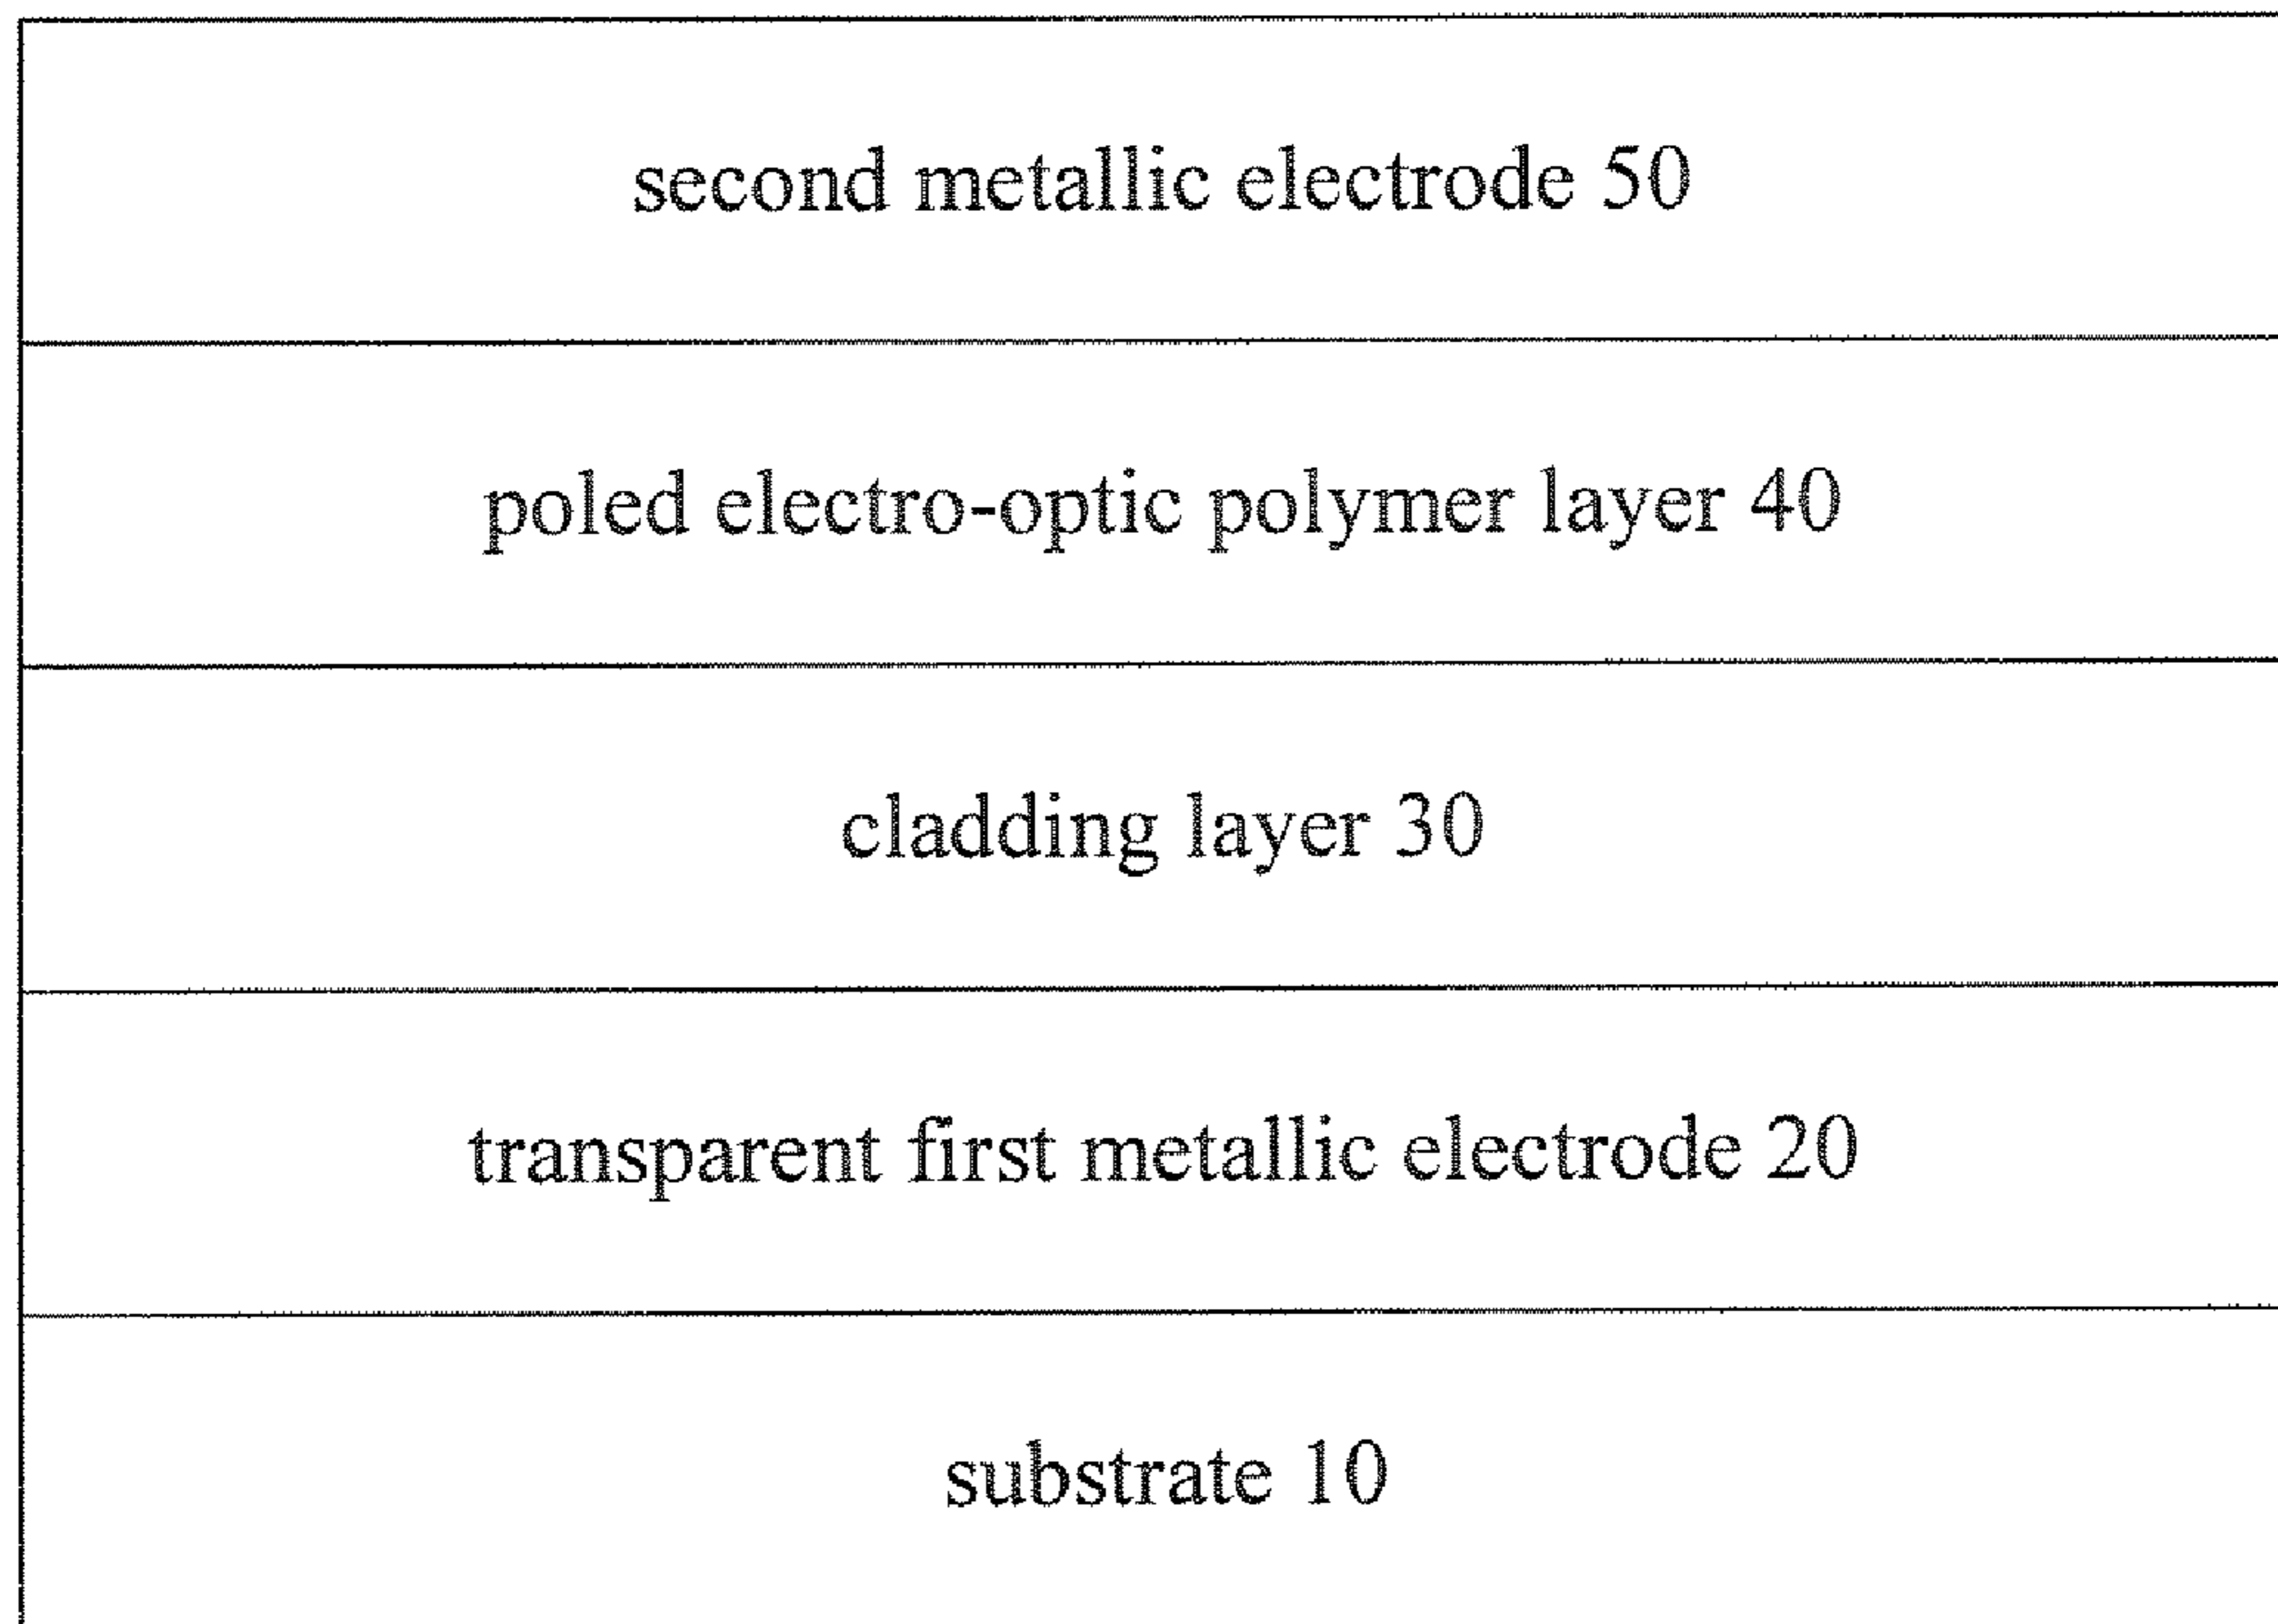 second metallic electrode 50
poled electro-optic polymer layer 40
cladding layer 30
transparent first metallic electrode 20
substrate 10